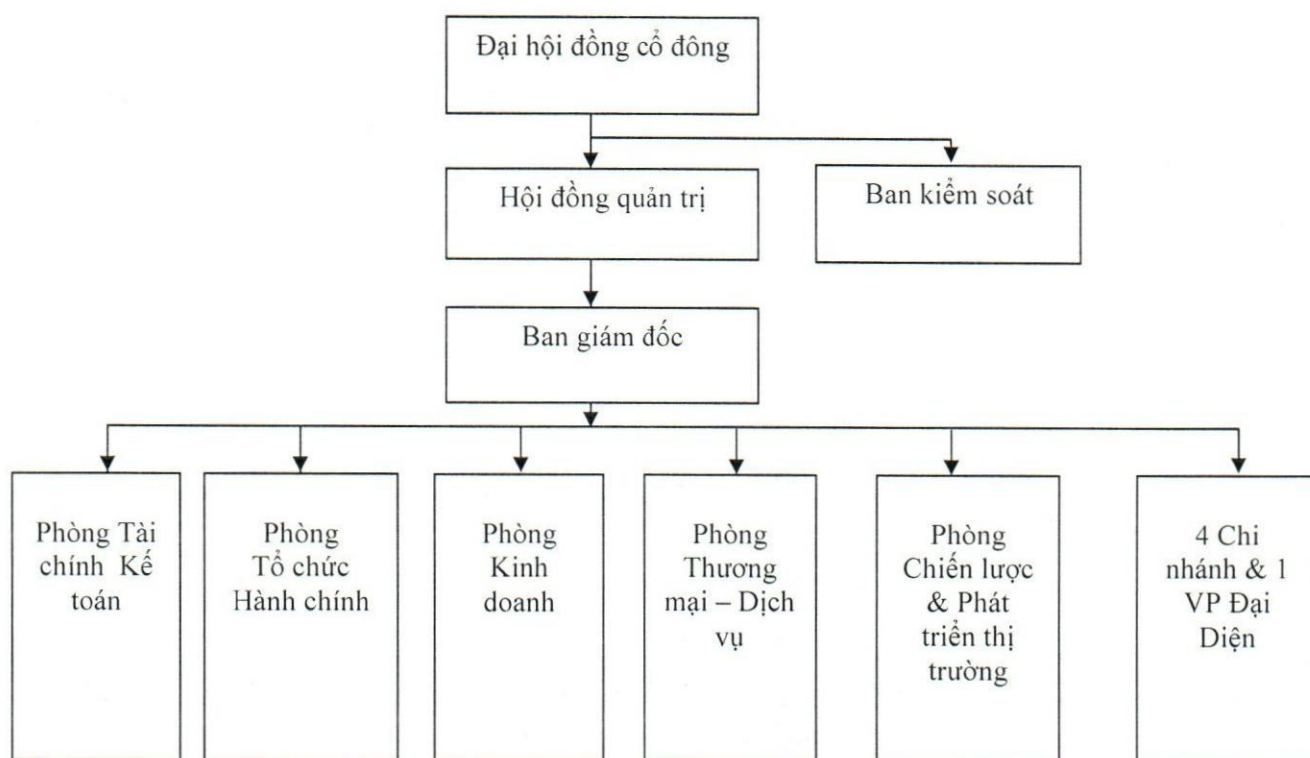 Đại hội đồng cổ đông
Hội đồng quản trị
Ban kiểm soát
Ban giám đốc
Phòng Tài
chính Kế
toán
Phòng
Tổ chức
Hành chính
Phòng
Kinh
doanh
Phòng
Thương
mại – Dịch
vụ
Phòng
Chiến lược
& Phát
triển thị
trường
4 Chi
nhánh & 1
VP Đại
Diện